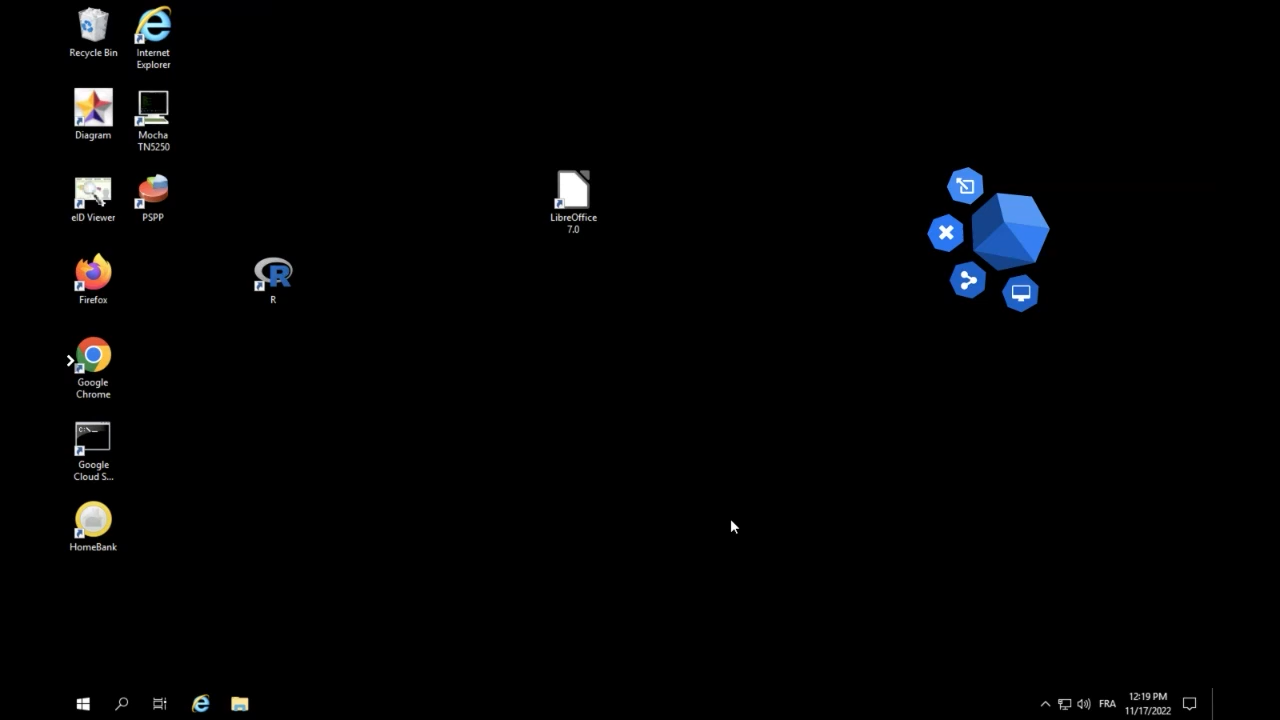 Recycle Bin
Internet
Explorer
Diagram
Mocha
TN5250
eID Viewer
PSPP
LibreOffice
7.0
Firefox
R
Google
Chrome
Google
Cloud S...
HomeBank
FRA
12:19 PM
11/17/2022